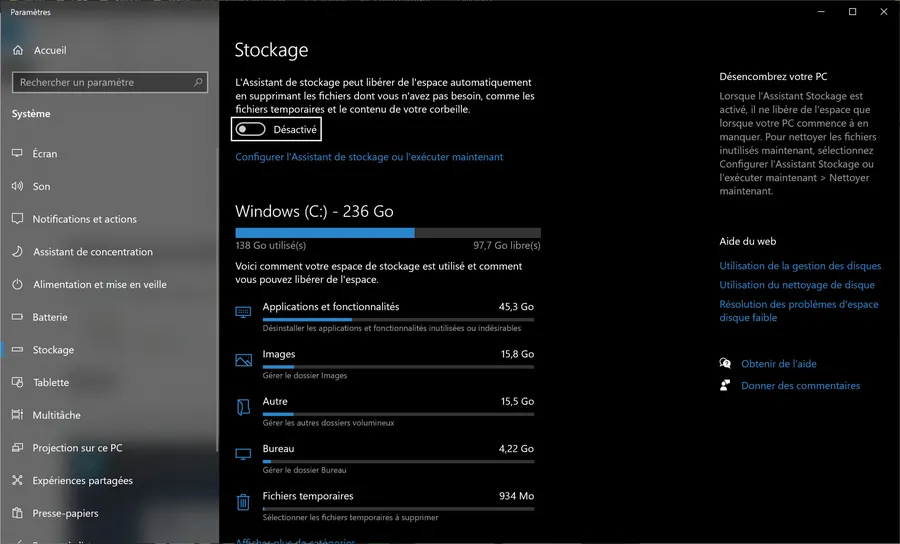 Paramètres
Accueil
Rechercher un paramètre
Système
Écran
Son
Notifications et actions
Assistant de concentration
Alimentation et mise en veille
Batterie
Stockage
Tablette
Multitâche
Projection sur ce PC
Expériences partagées
Presse-papiers
Stockage
L'Assistant de stockage peut libérer de l'espace automatiquement
en supprimant les fichiers dont vous n'avez pas besoin, comme les
fichiers temporaires et le contenu de votre corbeille.
Désactivé
Configurer l'Assistant de stockage ou l'exécuter maintenant
Windows (C:) - 236 Go
138 Go utilisé(s) 97,7 Go libre(s)
Voici comment votre espace de stockage est utilisé et comment
vous pouvez libérer de l'espace.
Applications et fonctionnalités 45,3 Go
Désinstaller les applications et fonctionnalités inutilisées ou indésirables
Images 15,8 Go
Gérer le dossier Images
Autre 15,5 Go
Gérer les autres dossiers volumineux
Bureau 4,22 Go
Gérer le dossier Bureau
Fichiers temporaires 934 Mo
Sélectionner les fichiers temporaires à supprimer
Afficher plus de catégories
Désencombrez votre PC
Lorsque l'Assistant Stockage est
activé, il ne libère de l'espace que
lorsque votre PC commence à en
manquer. Pour nettoyer les fichiers
inutilisés maintenant, sélectionnez
Configurer l'Assistant Stockage ou
l'exécuter maintenant > Nettoyer
maintenant.
Aide du web
Utilisation de la gestion des disques
Utilisation du nettoyage de disque
Résolution des problèmes d'espace
disque faible
Obtenir de l'aide
Donner des commentaires